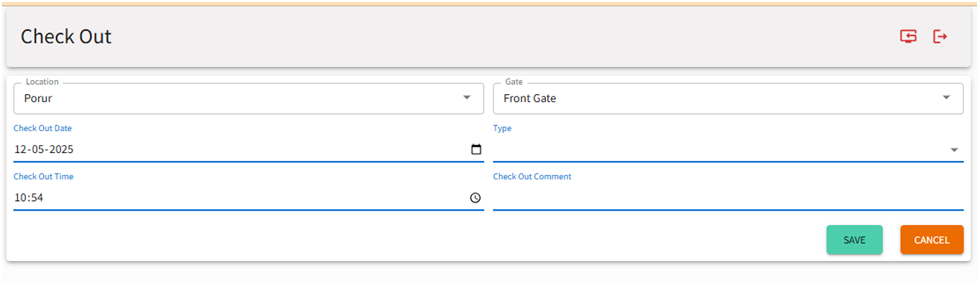 Check Out
Location
Gate
Porur
Front Gate
Check Out Date
Type
12-05-2025
Check Out Time
Check Out Comment
10:54
SAVE
CANCEL